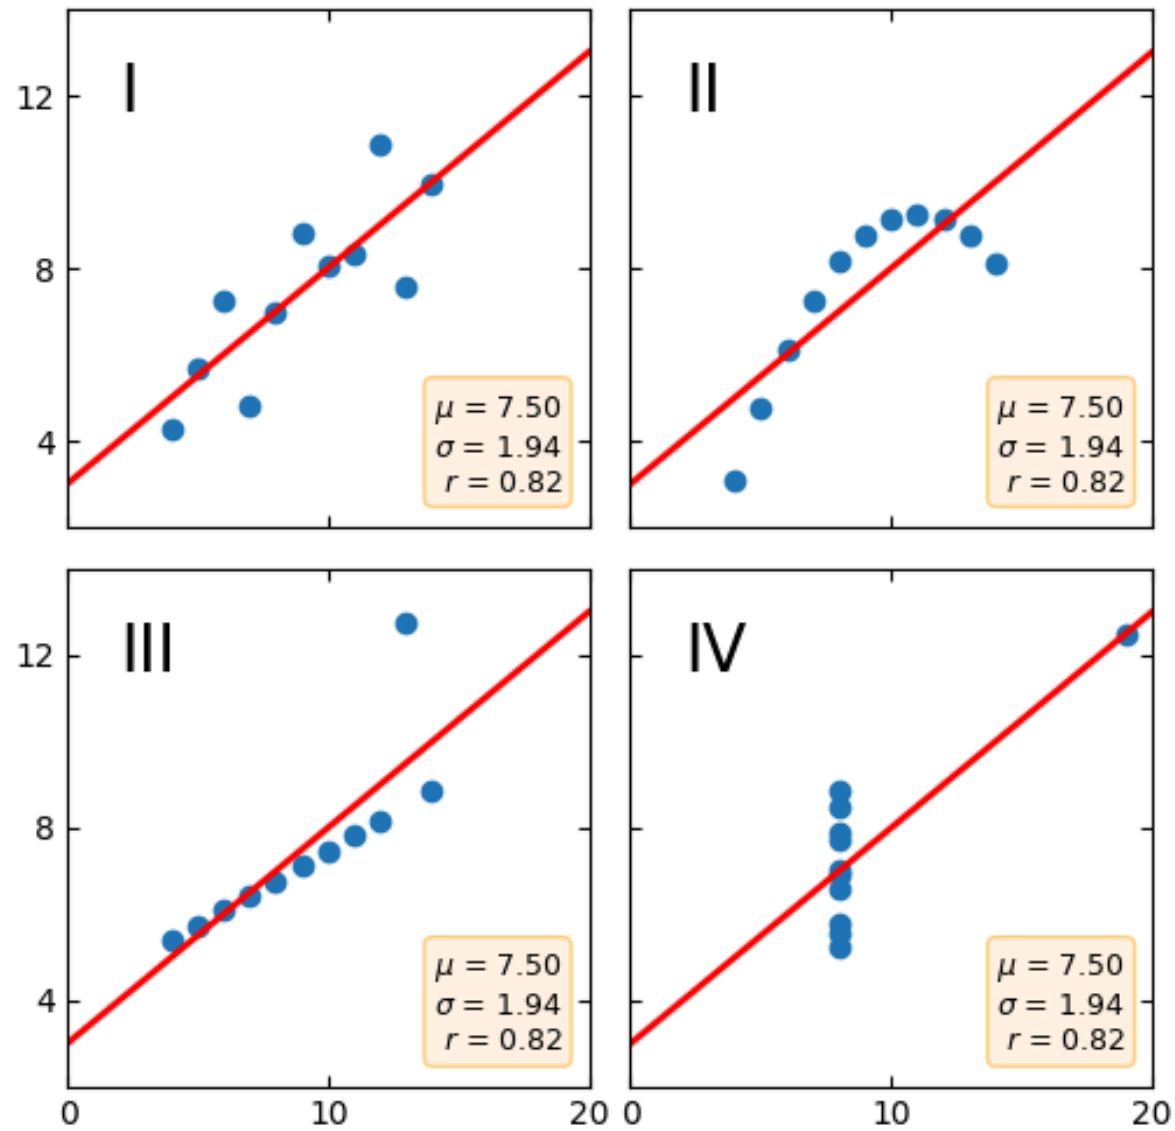 I
II
12
8
4
μ = 7.50
σ = 1.94
r = 0.82
μ = 7.50
σ = 1.94
r = 0.82
III
IV
12
8
4
μ = 7.50
σ = 1.94
r = 0.82
μ = 7.50
σ = 1.94
r = 0.82
0
10
20
0
10
20